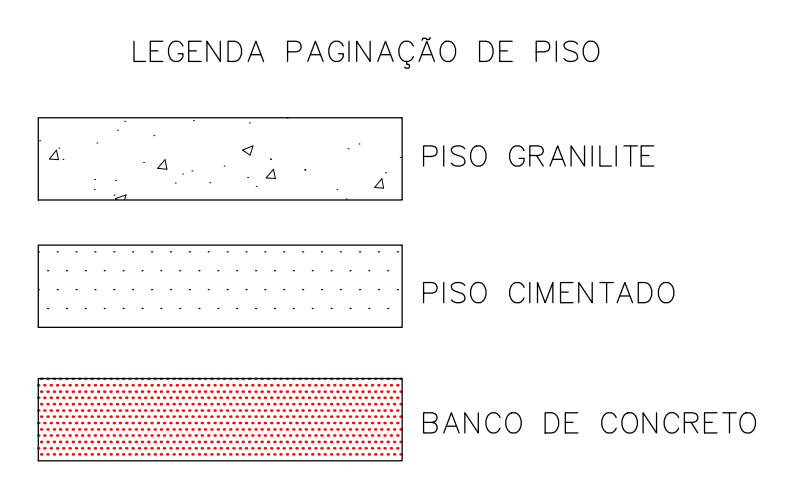 LEGENDA PAGINAÇÃO DE PISO
PISO GRANILITE
PISO CIMENTADO
BANCO DE CONCRETO